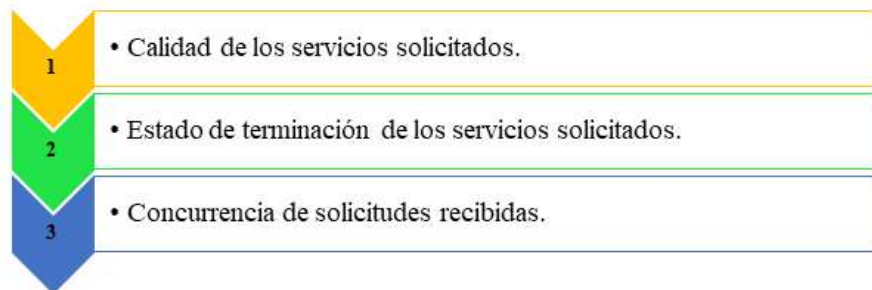 1
• Calidad de los servicios solicitados.
2
• Estado de terminación de los servicios solicitados.
3
• Concurrencia de solicitudes recibidas.